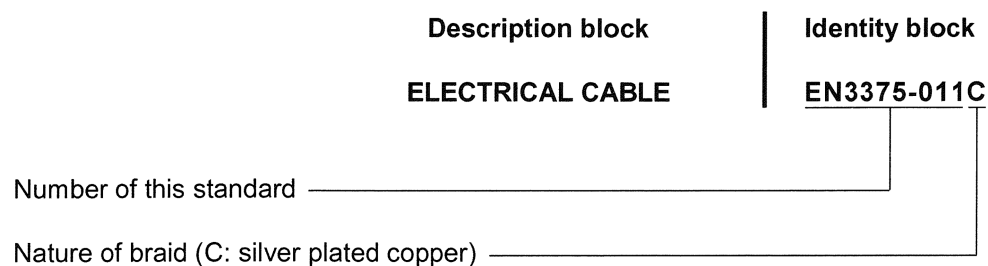 Description block Identity block
ELECTRICAL CABLE EN3375-011C
Number of this standard
Nature of braid (C: silver plated copper)